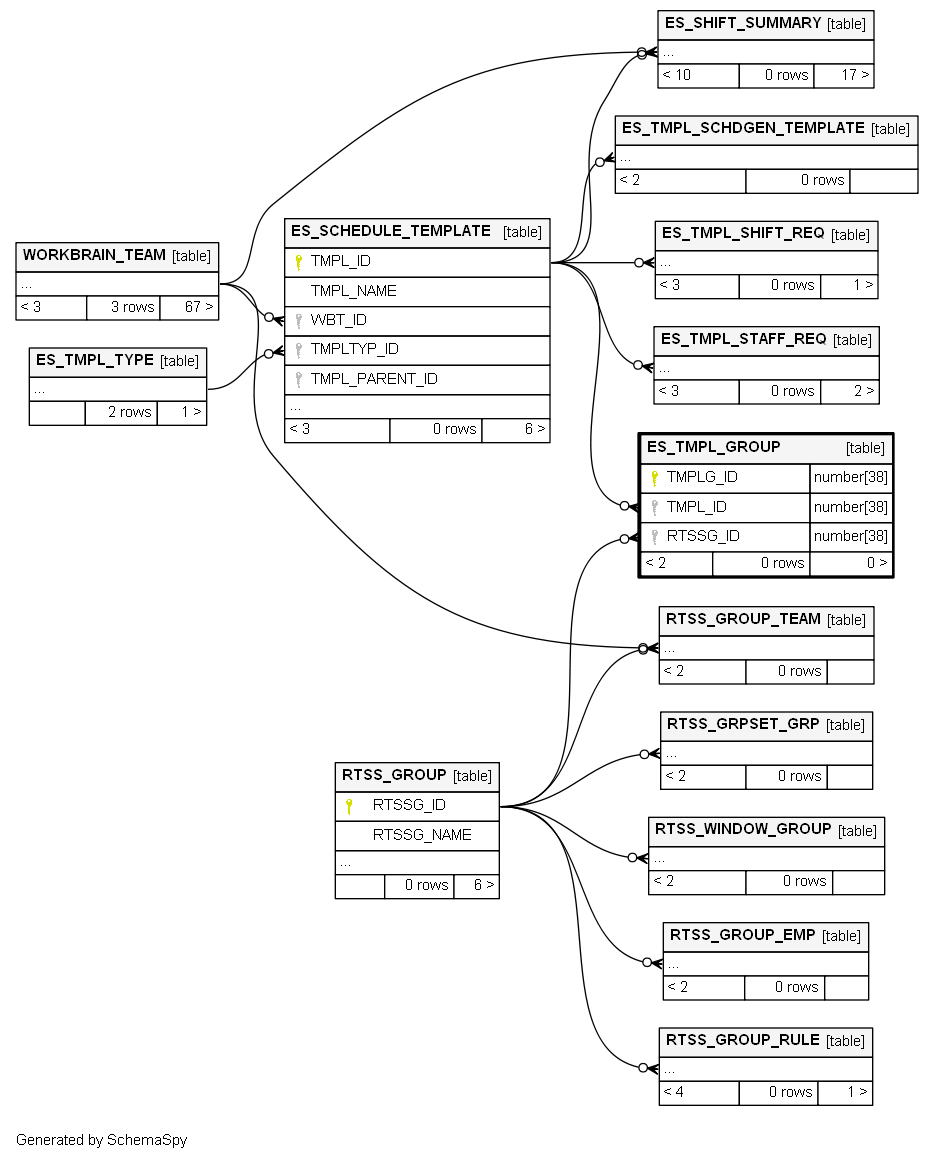 ES_SHIFT_SUMMARY [table]
...
< 10 0 rows 17 >
ES_TMPL_SCHDGEN_TEMPLATE [table]
...
< 2 0 rows
ES_TMPL_SHIFT_REQ [table]
...
< 3 0 rows 1 >
ES_TMPL_STAFF_REQ [table]
...
< 3 0 rows 2 >
WORKBRAIN_TEAM [table]
...
< 3 3 rows 67 >
ES_TMPL_TYPE [table]
...
2 rows 1 >
ES_SCHEDULE_TEMPLATE [table]
TMPL_ID
TMPL_NAME
WBT_ID
TMPLTYP_ID
TMPL_PARENT_ID
...
< 3 0 rows 6 >
ES_TMPL_GROUP [table]
TMPLG_ID number[38]
TMPL_ID number[38]
RTSSG_ID number[38]
< 2 0 rows 0 >
RTSS_GROUP_TEAM [table]
...
< 2 0 rows
RTSS_GRPSET_GRP [table]
...
< 2 0 rows
RTSS_GROUP [table]
RTSSG_ID
RTSSG_NAME
...
0 rows 6 >
RTSS_WINDOW_GROUP [table]
...
< 2 0 rows
RTSS_GROUP_EMP [table]
...
< 2 0 rows
RTSS_GROUP_RULE [table]
...
< 4 0 rows 1 >
Generated by SchemaSpy